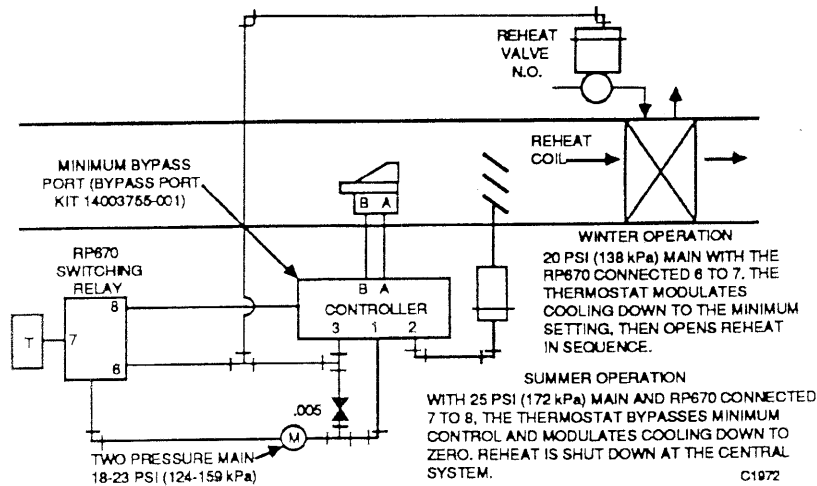 REHEAT
VALVE
N.O.
REHEAT
COIL
MINIMUM BYPASS
PORT (BYPASS PORT
KIT 14003755-001)
B A
RP670
SWITCHING
RELAY
8
7
6
T
B A
CONTROLLER
3 1 2
.005
M
TWO PRESSURE MAIN
18-23 PSI (124-159 kPa)
WINTER OPERATION
20 PSI (138 kPa) MAIN WITH THE
RP670 CONNECTED 6 TO 7. THE
THERMOSTAT MODULATES
COOLING DOWN TO THE MINIMUM
SETTING, THEN OPENS REHEAT
IN SEQUENCE.
SUMMER OPERATION
WITH 25 PSI (172 kPa) MAIN AND RP670 CONNECTED
7 TO 8, THE THERMOSTAT BYPASSES MINIMUM
CONTROL AND MODULATES COOLING DOWN TO
ZERO. REHEAT IS SHUT DOWN AT THE CENTRAL
SYSTEM.
C1972